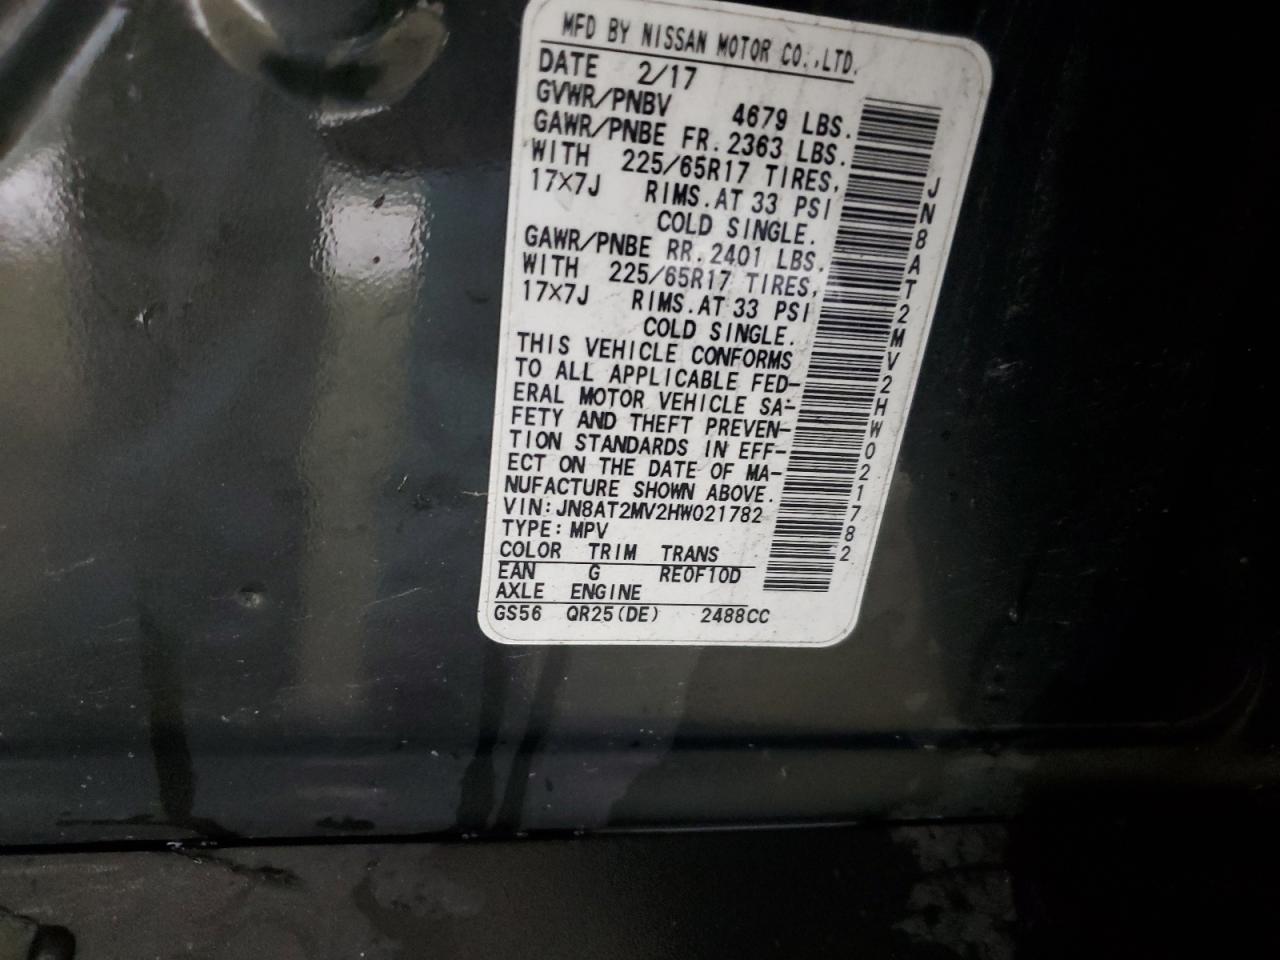 MFD BY NISSAN MOTOR CO.,LTD.
DATE 2/17
GVWR/PNBV 4679 LBS.
GAWR/PNBE FR. 2363 LBS.
WITH 225/65R17 TIRES,
17X7J RIMS.AT 33 PSI
COLD SINGLE.
GAWR/PNBE RR. 2401 LBS.
WITH 225/65R17 TIRES,
17X7J RIMS.AT 33 PSI
COLD SINGLE.
THIS VEHICLE CONFORMS
TO ALL APPLICABLE FED-
ERAL MOTOR VEHICLE SA-
FETY AND THEFT PREVEN-
TION STANDARDS IN EFF-
ECT ON THE DATE OF MA-
NUFACTURE SHOWN ABOVE.
VIN:JN8AT2MV2HW021782
TYPE:MPV
COLOR TRIM TRANS
EAN G RE0F10D
AXLE ENGINE
GS56 QR25(DE) 2488CC
JN8AT2MV2HW021782